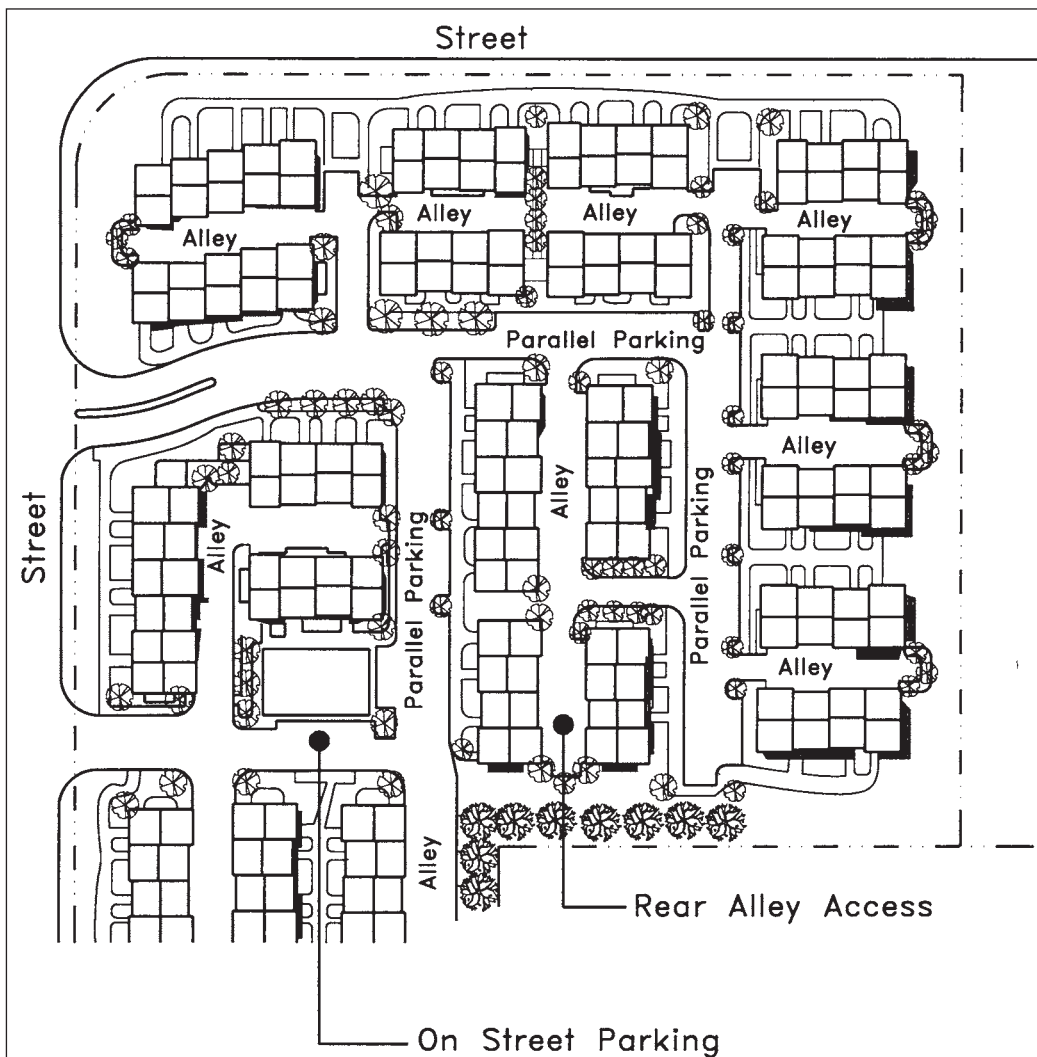 Street
Alley
Alley
Alley
Alley
Parallel Parking
Street
Alley
Parallel Parking
Alley
Parallel Parking
Alley
Alley
Alley
Rear Alley Access
On Street Parking